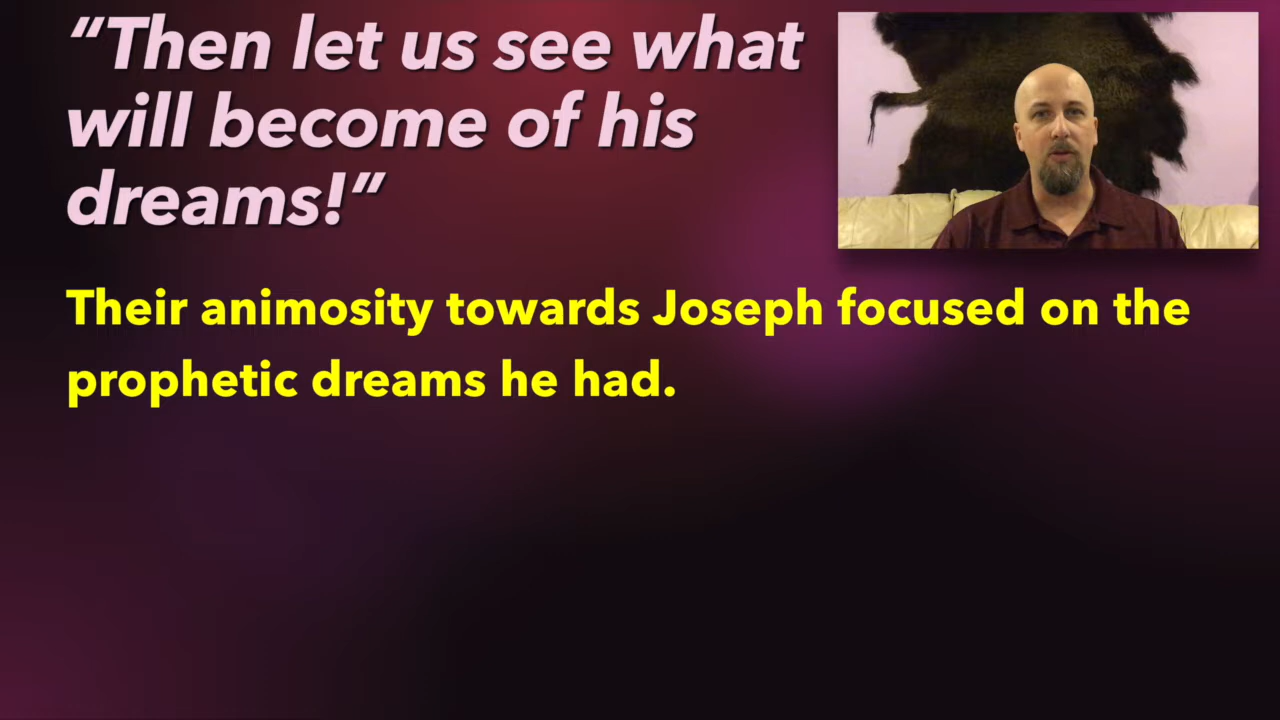 “Then let us see what
will become of his
dreams!”
Their animosity towards Joseph focused on the
prophetic dreams he had.